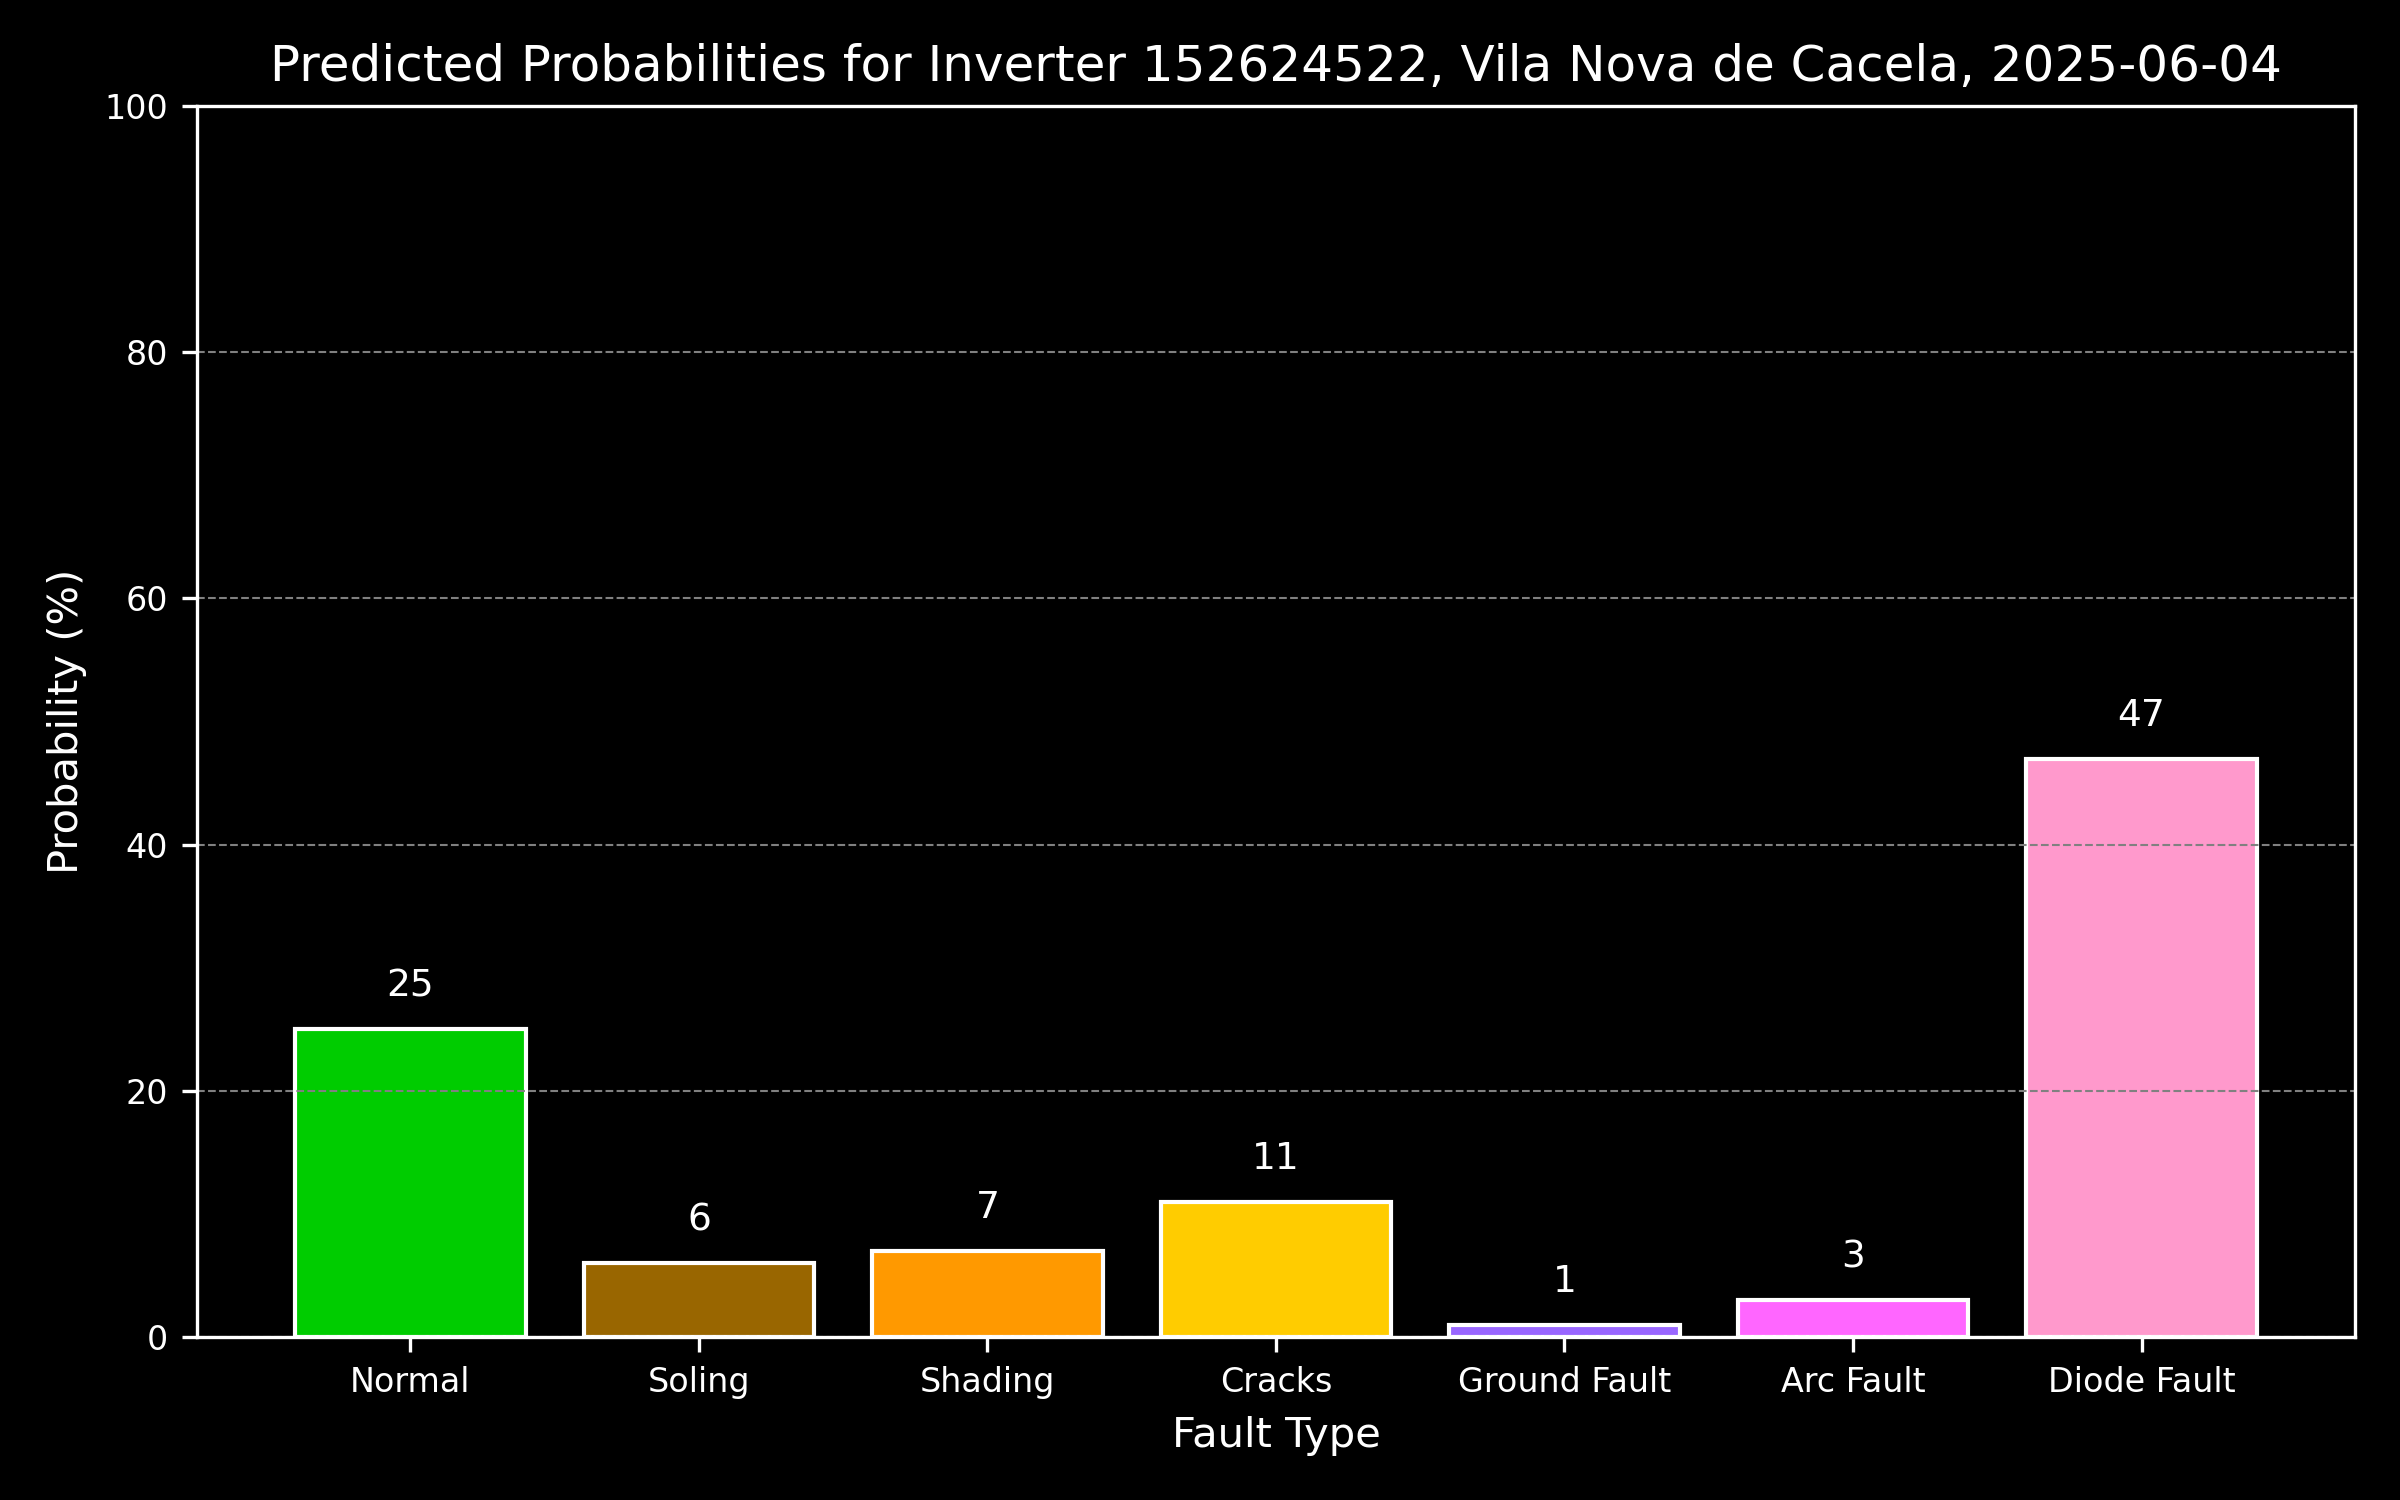 Predicted Probabilities for Inverter 152624522, Vila Nova de Cacela, 2025-06-04
Probability (%)
100
80
60
40
20
0
25
6
7
11
1
3
47
Normal
Soling
Shading
Cracks
Ground Fault
Arc Fault
Diode Fault
Fault Type